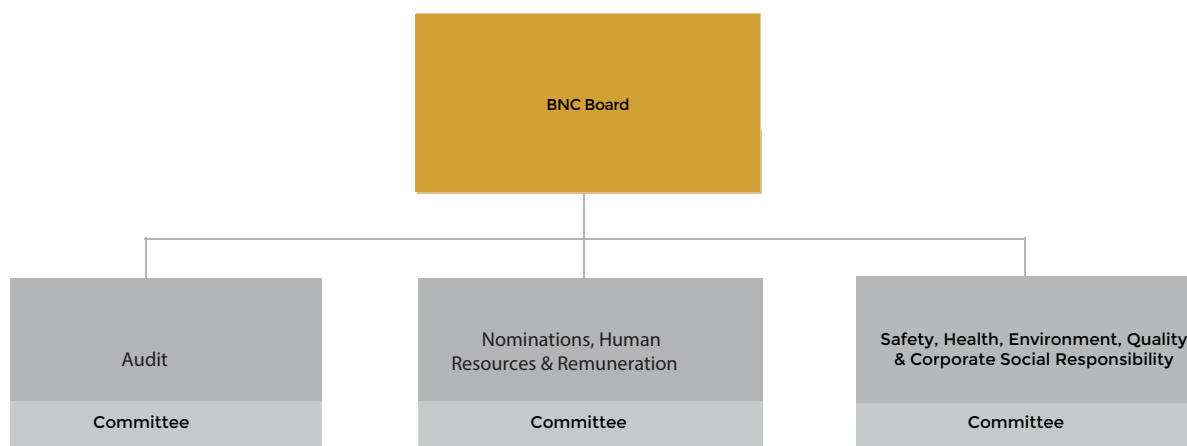 BNC Board
Audit
Committee
Nominations, Human
Resources & Remuneration
Committee
Safety, Health, Environment, Quality
& Corporate Social Responsibility
Committee